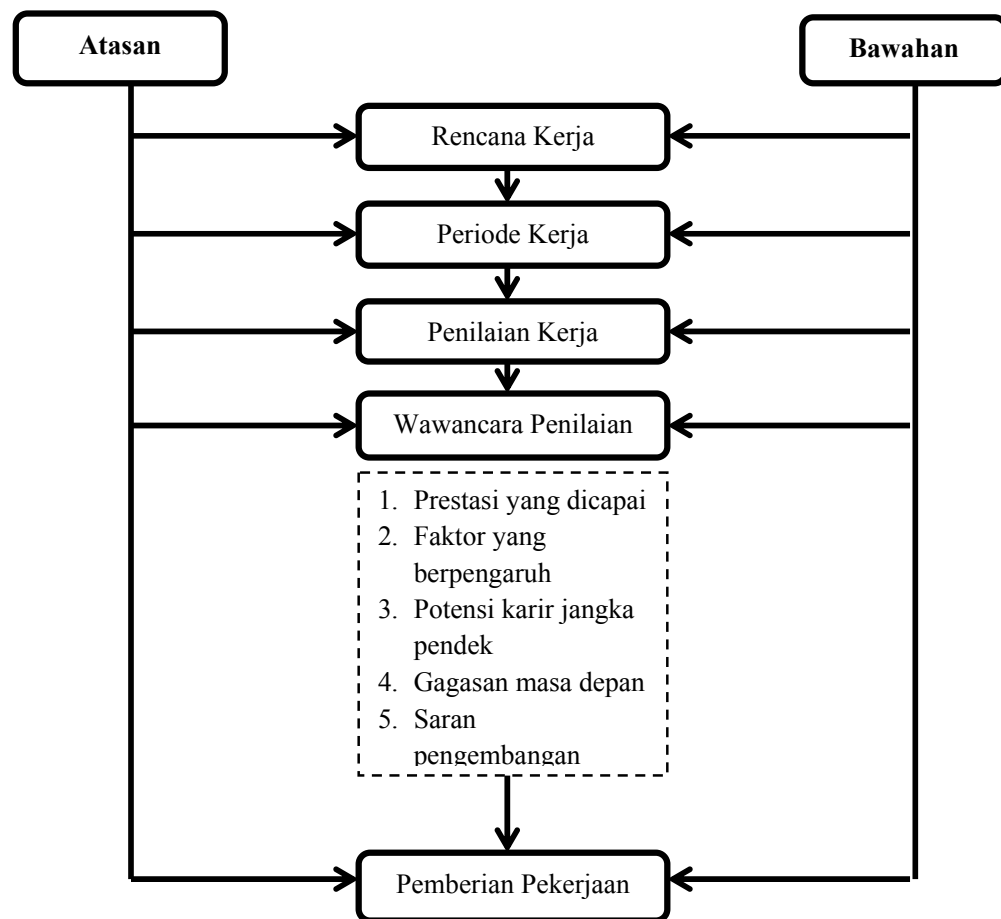 Atasan
Bawahan
Rencana Kerja
Periode Kerja
Penilaian Kerja
Wawancara Penilaian
1. Prestasi yang dicapai
2. Faktor yang
berpengaruh
3. Potensi karir jangka
pendek
4. Gagasan masa depan
5. Saran
pengembangan
Pemberian Pekerjaan